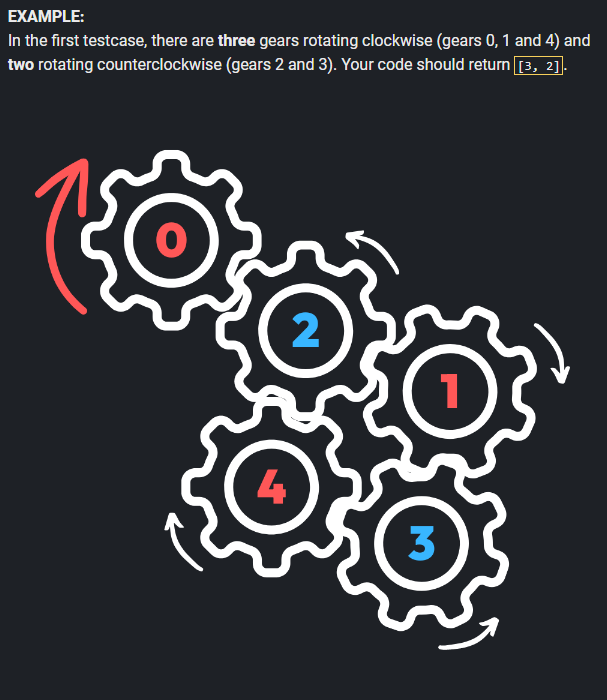 EXAMPLE:
In the first testcase, there are three gears rotating clockwise (gears 0, 1 and 4) and
two rotating counterclockwise (gears 2 and 3). Your code should return [3, 2].
0
2
1
4
3